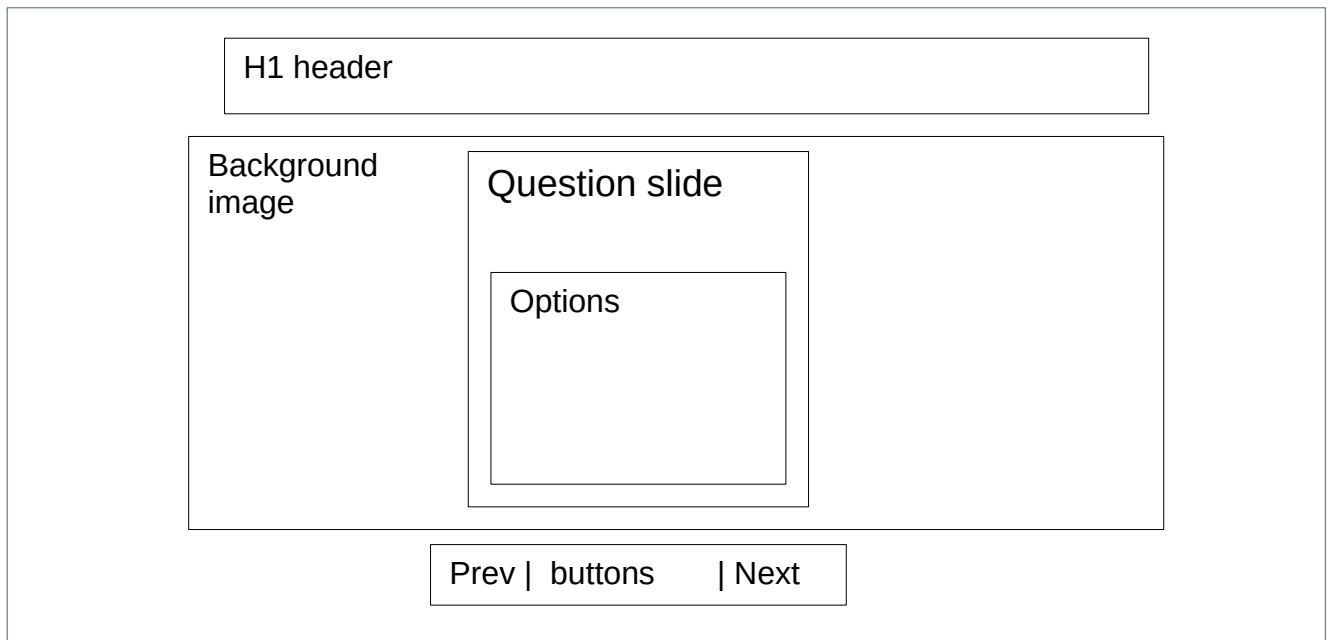 H1 header
Background
image
Question slide
Options
Prev | buttons | Next